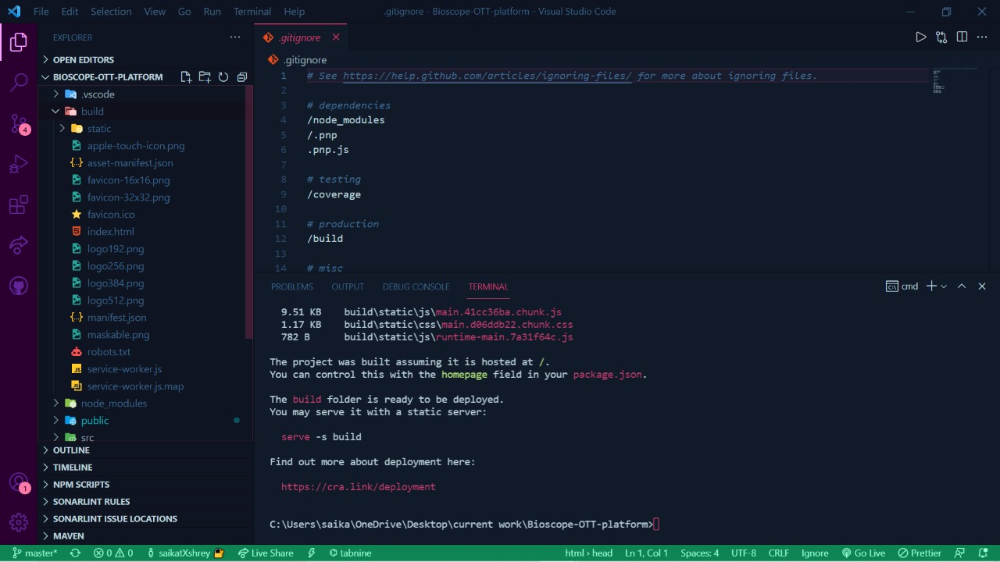 File Edit Selection View Go Run Terminal Help .gitignore - Bioscope-OTT-platform - Visual Studio Code
EXPLORER
OPEN EDITORS
BIOSCOPE-OTT-PLATFORM
.vscode
build
static
apple-touch-icon.png
asset-manifest.json
favicon-16x16.png
favicon-32x32.png
favicon.ico
index.html
logo192.png
logo256.png
logo384.png
logo512.png
manifest.json
maskable.png
robots.txt
service-worker.js
service-worker.js.map
node_modules
public
src
OUTLINE
TIMELINE
NPM SCRIPTS
SONARLINT RULES
SONARLINT ISSUE LOCATIONS
MAVEN
4
1
.gitignore
.gitignore
1 # See https://help.github.com/articles/ignoring-files/ for more about ignoring files.
2
3 # dependencies
4 /node_modules
5 /.pnp
6 .pnp.js
7
8 # testing
9 /coverage
10
11 # production
12 /build
13
14 # misc
PROBLEMS OUTPUT DEBUG CONSOLE TERMINAL cmd
9.51 KB build\static\js\main.41cc36ba.chunk.js
1.17 KB build\static\css\main.d06ddb22.chunk.css
782 B build\static\js\runtime-main.7a31f64c.js
The project was built assuming it is hosted at /.
You can control this with the homepage field in your package.json.
The build folder is ready to be deployed.
You may serve it with a static server:
serve -s build
Find out more about deployment here:
https://cra.link/deployment
C:\Users\saika\OneDrive\Desktop\current work\Bioscope-OTT-platform>
master* 0 0 saikatXshrey Live Share tabnine html › head Ln 1, Col 1 Spaces: 4 UTF-8 CRLF Ignore Go Live Prettier